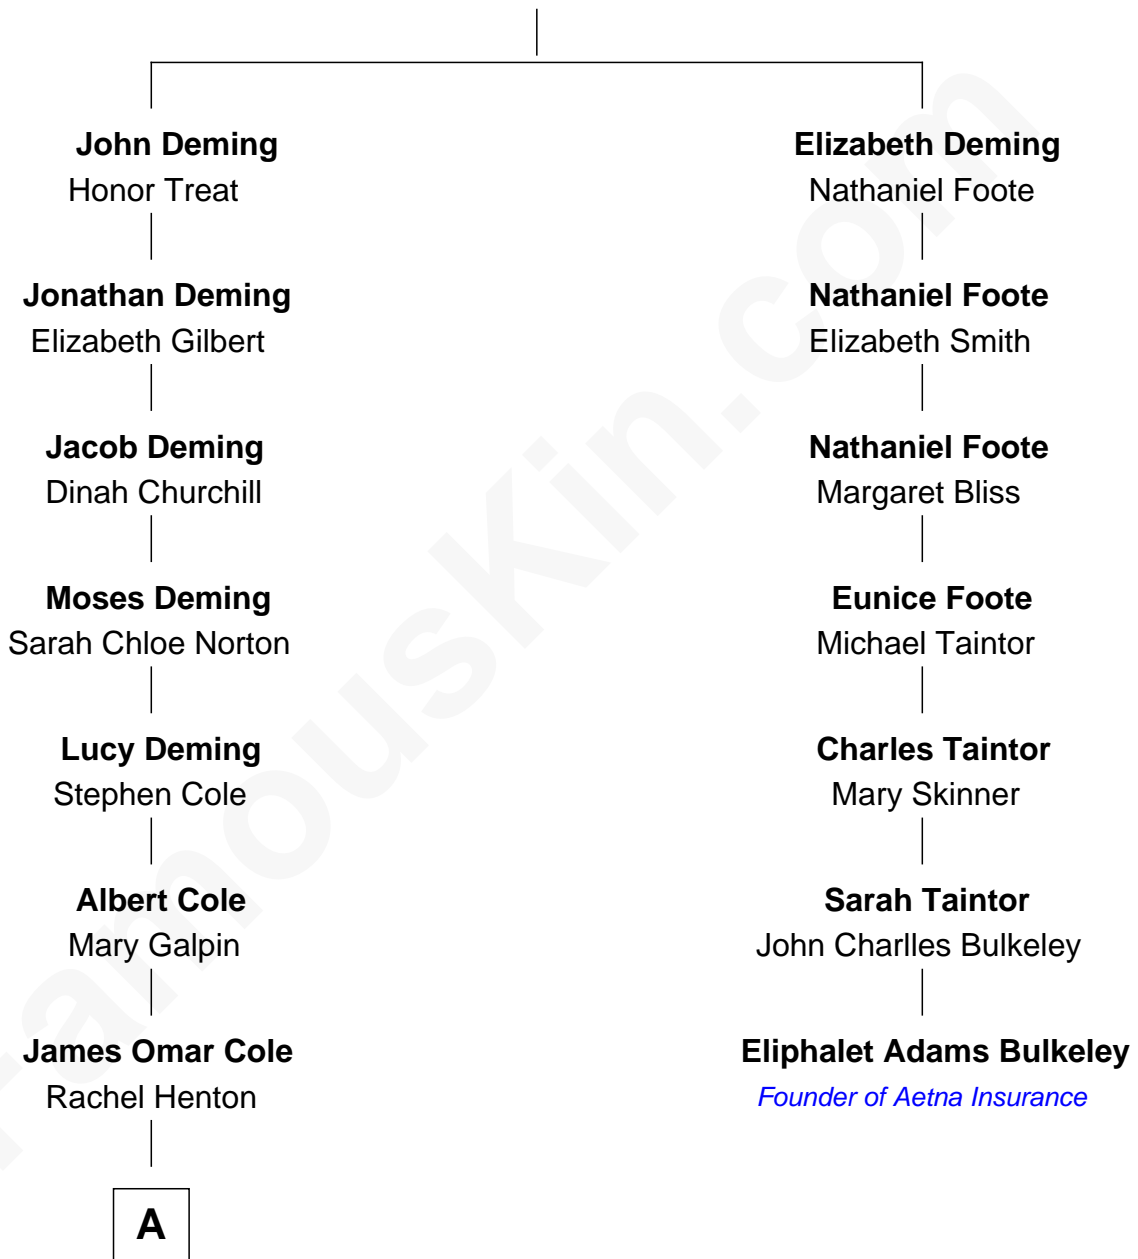 John Deming
Honor Treat
Jonathan Deming
Elizabeth Gilbert
Jacob Deming
Dinah Churchill
Moses Deming
Sarah Chloe Norton
Lucy Deming
Stephen Cole
Albert Cole
Mary Galpin
James Omar Cole
Rachel Henton
A
Elizabeth Deming
Nathaniel Foote
Nathaniel Foote
Elizabeth Smith
Nathaniel Foote
Margaret Bliss
Eunice Foote
Michael Taintor
Charles Taintor
Mary Skinner
Sarah Taintor
John Charlles Bulkeley
Eliphalet Adams Bulkeley
Founder of Aetna Insurance
FamousKin.com